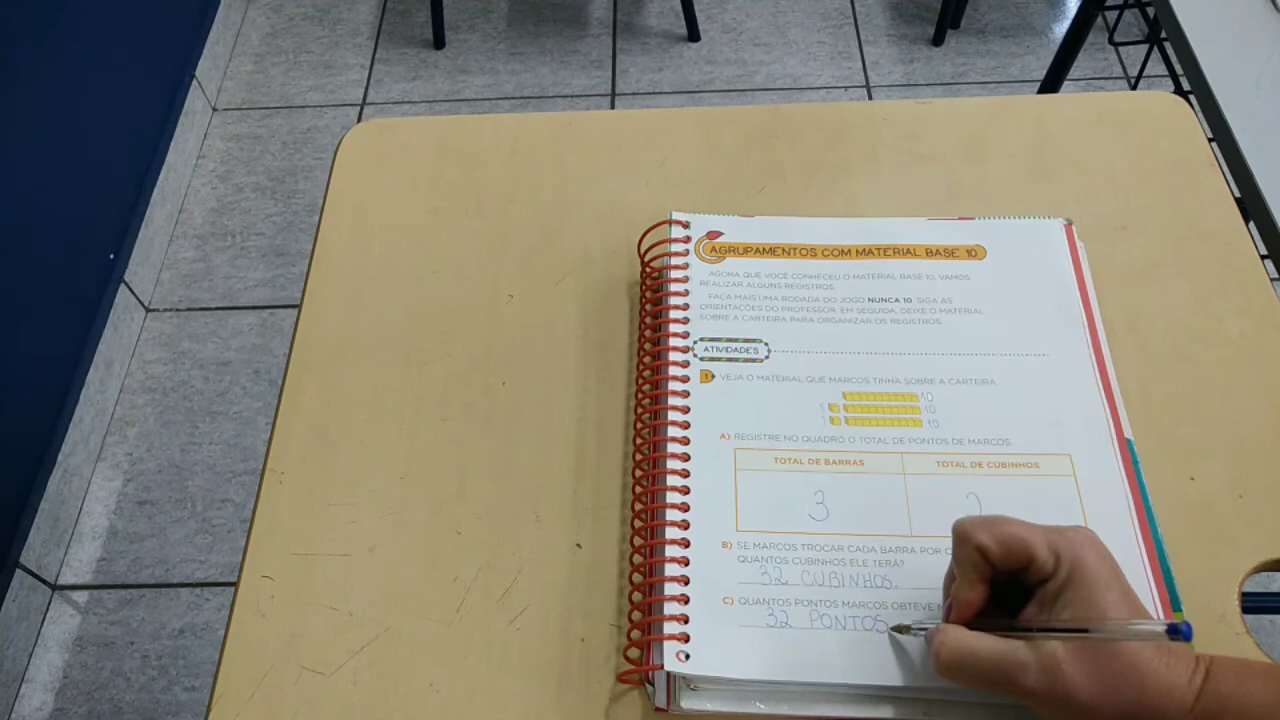 AGRUPAMENTOS COM MATERIAL BASE 10
AGORA QUE VOCÊ CONHECEU O MATERIAL BASE 10, VAMOS
REALIZAR ALGUNS REGISTROS.
FAÇA MAIS UMA RODADA DO JOGO NUNCA 10. SIGA AS
ORIENTAÇÕES DO PROFESSOR. EM SEGUIDA, DEIXE O MATERIAL
SOBRE A CARTEIRA PARA ORGANIZAR OS REGISTROS.
ATIVIDADES
1 VEJA O MATERIAL QUE MARCOS TINHA SOBRE A CARTEIRA.
10
1 10
1 10
A) REGISTRE NO QUADRO O TOTAL DE PONTOS DE MARCOS.
TOTAL DE BARRAS TOTAL DE CUBINHOS
3 2
B) SE MARCOS TROCAR CADA BARRA POR
QUANTOS CUBINHOS ELE TERÁ?
32 CUBINHOS.
C) QUANTOS PONTOS MARCOS OBTEVE
32 PONTOS